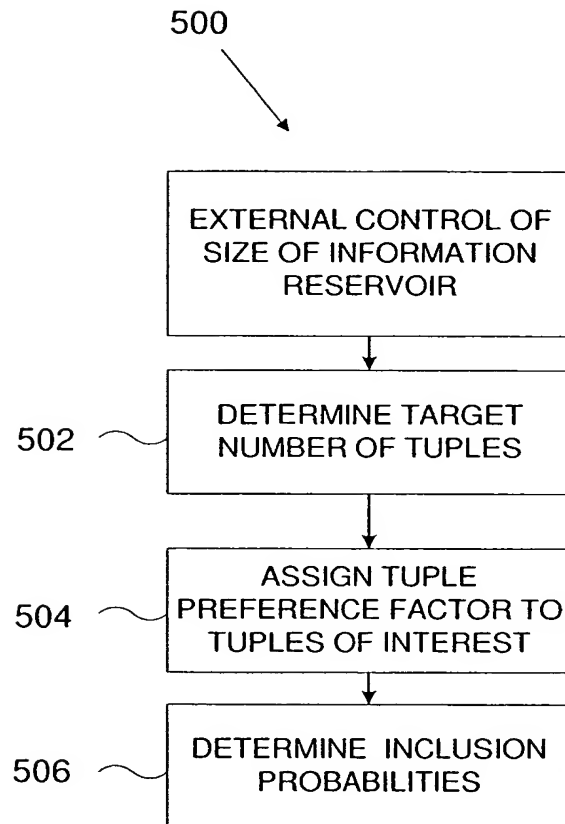 500
EXTERNAL CONTROL OF
SIZE OF INFORMATION
RESERVOIR
502
DETERMINE TARGET
NUMBER OF TUPLES
504
ASSIGN TUPLE
PREFERENCE FACTOR TO
TUPLES OF INTEREST
506
DETERMINE INCLUSION
PROBABILITIES